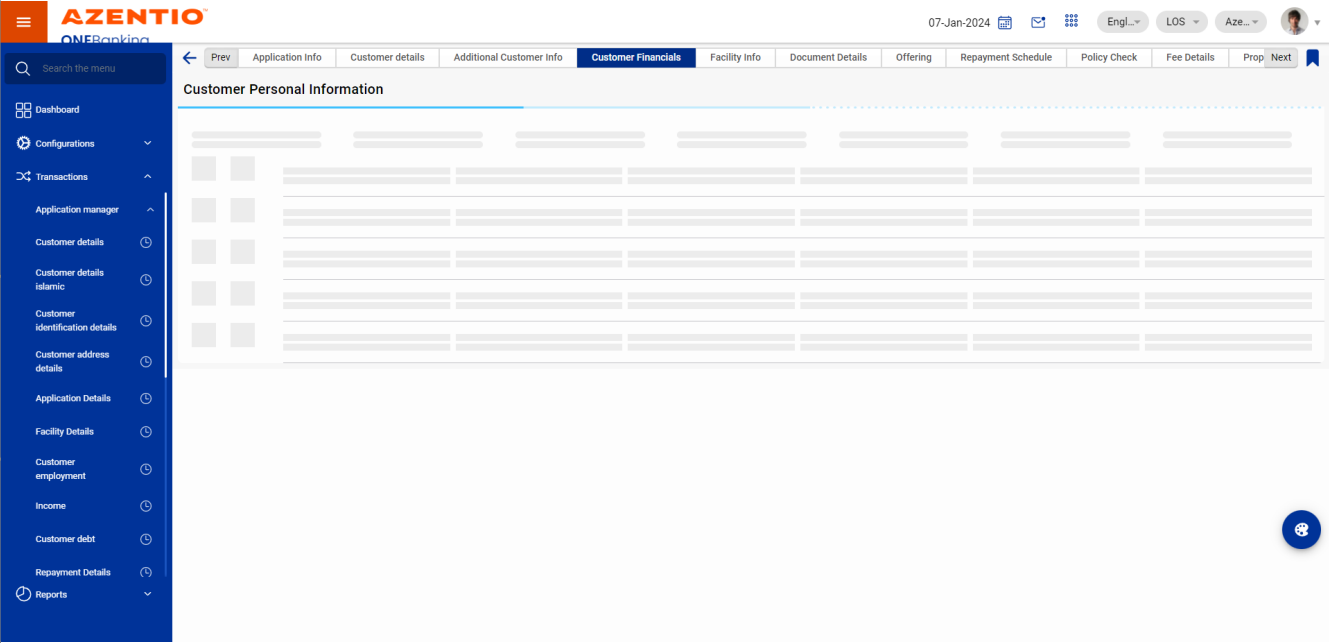 AZENTIO™
ONEBanking
07-Jan-2024
Engl...
LOS
Aze...
Search the menu
Prev
Application Info
Customer details
Additional Customer Info
Customer Financials
Facility Info
Document Details
Offering
Repayment Schedule
Policy Check
Fee Details
Prop
Next
Customer Personal Information
Dashboard
Configurations
Transactions
Application manager
Customer details
Customer details
islamic
Customer
identification details
Customer address
details
Application Details
Facility Details
Customer
employment
Income
Customer debt
Repayment Details
Reports